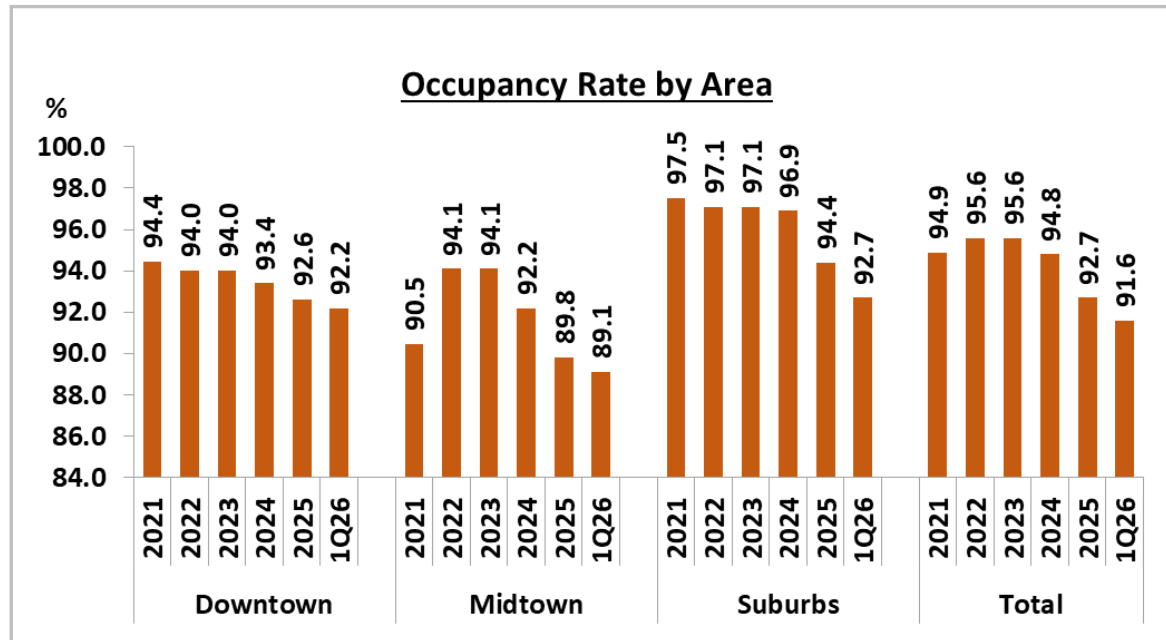 Occupancy Rate by Area
%
100.0
98.0
96.0
94.0
92.0
90.0
88.0
86.0
84.0
94.4 94.0 94.0 93.4 92.6 92.2
90.5 94.1 94.1 92.2 89.8 89.1
97.5 97.1 97.1 96.9 94.4 92.7
94.9 95.6 95.6 94.8 92.7 91.6
2021 2022 2023 2024 2025 1Q26 2021 2022 2023 2024 2025 1Q26 2021 2022 2023 2024 2025 1Q26 2021 2022 2023 2024 2025 1Q26
Downtown Midtown Suburbs Total